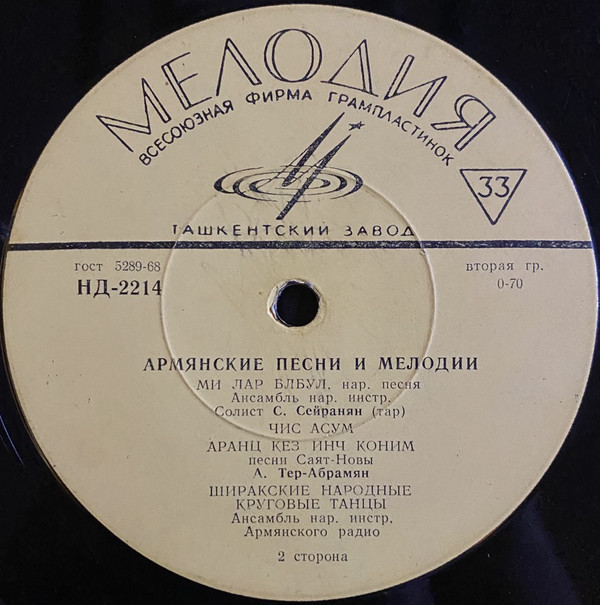 МЕЛОДИЯ
ВСЕСОЮЗНАЯ ФИРМА ГРАМПЛАСТИНОК
33
ТАШКЕНТСКИЙ ЗАВОД
гост 5289-68
вторая гр.
НД-2214
0-70
АРМЯНСКИЕ ПЕСНИ И МЕЛОДИИ
МИ ЛАР БЛБУЛ, нар. песня
Ансамбль нар. инстр.
Солист С. Сейранян (тар)
ЧИС АСУМ
АРАНЦ КЕЗ ИНЧ КОНИМ
песни Саят-Новы
А. Тер-Абрамян
ШИРАКСКИЕ НАРОДНЫЕ
КРУГОВЫЕ ТАНЦЫ
Ансамбль нар. инстр.
Армянского радио
2 сторона